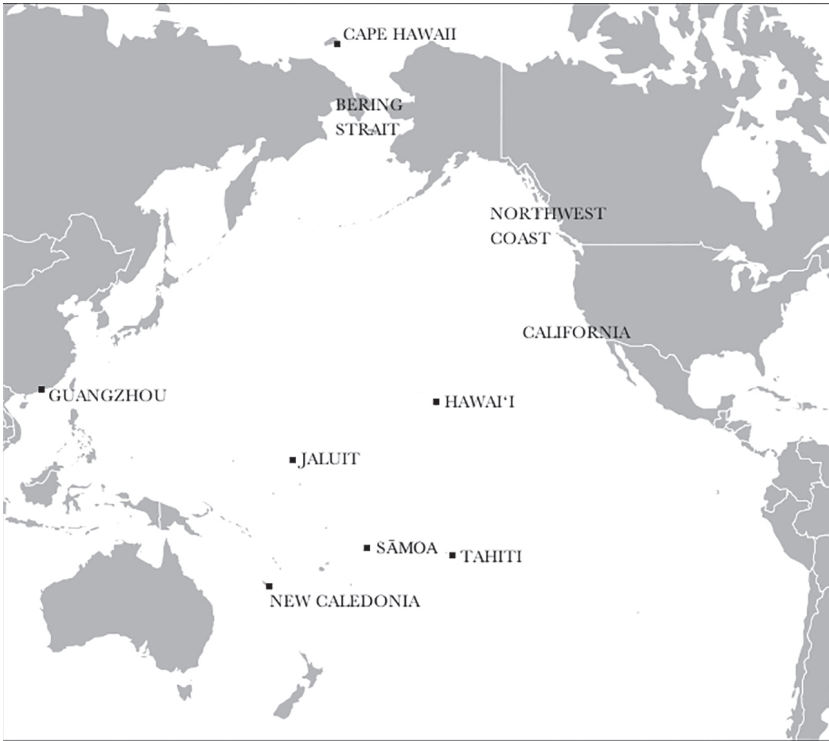 CAPE HAWAII
BERING
STRAIT
NORTHWEST
COAST
CALIFORNIA
GUANGZHOU
HAWAI‘I
JALUIT
SĀMOA
TAHITI
NEW CALEDONIA